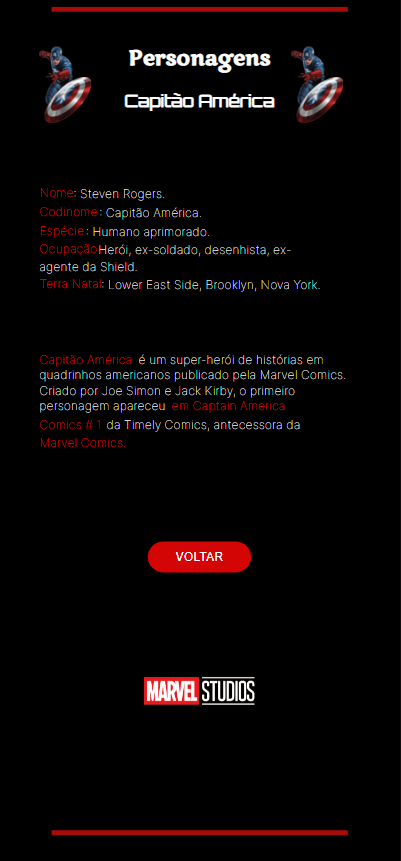 Personagens
Capitão América
Nome: Steven Rogers.
Codinome: Capitão América.
Espécie: Humano aprimorado.
OcupaçãoHerói, ex-soldado, desenhista, ex-
agente da Shield.
Terra Natal: Lower East Side, Brooklyn, Nova York.
Capitão América é um super-herói de histórias em
quadrinhos americanos publicado pela Marvel Comics.
Criado por Joe Simon e Jack Kirby, o primeiro
personagem apareceu em Captain America
Comics # 1 da Timely Comics, antecessora da
Marvel Comics.
VOLTAR
MARVEL STUDIOS